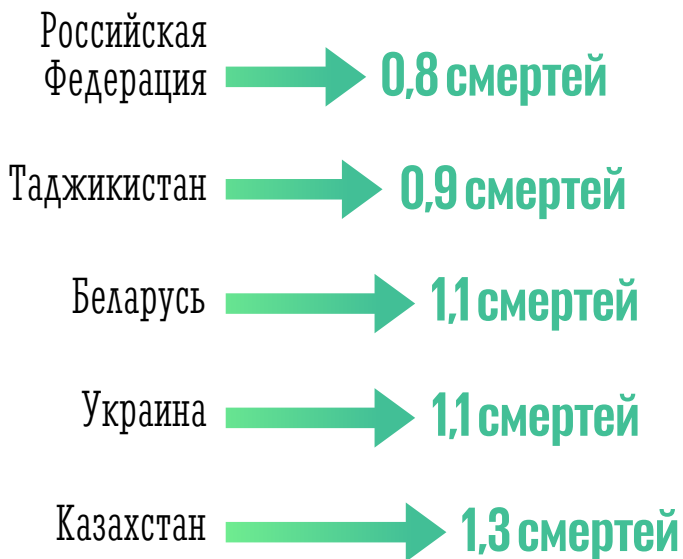 Российская
Федерация
0,8 смертей
Таджикистан
0,9 смертей
Беларусь
1,1 смертей
Украина
1,1 смертей
Казахстан
1,3 смертей